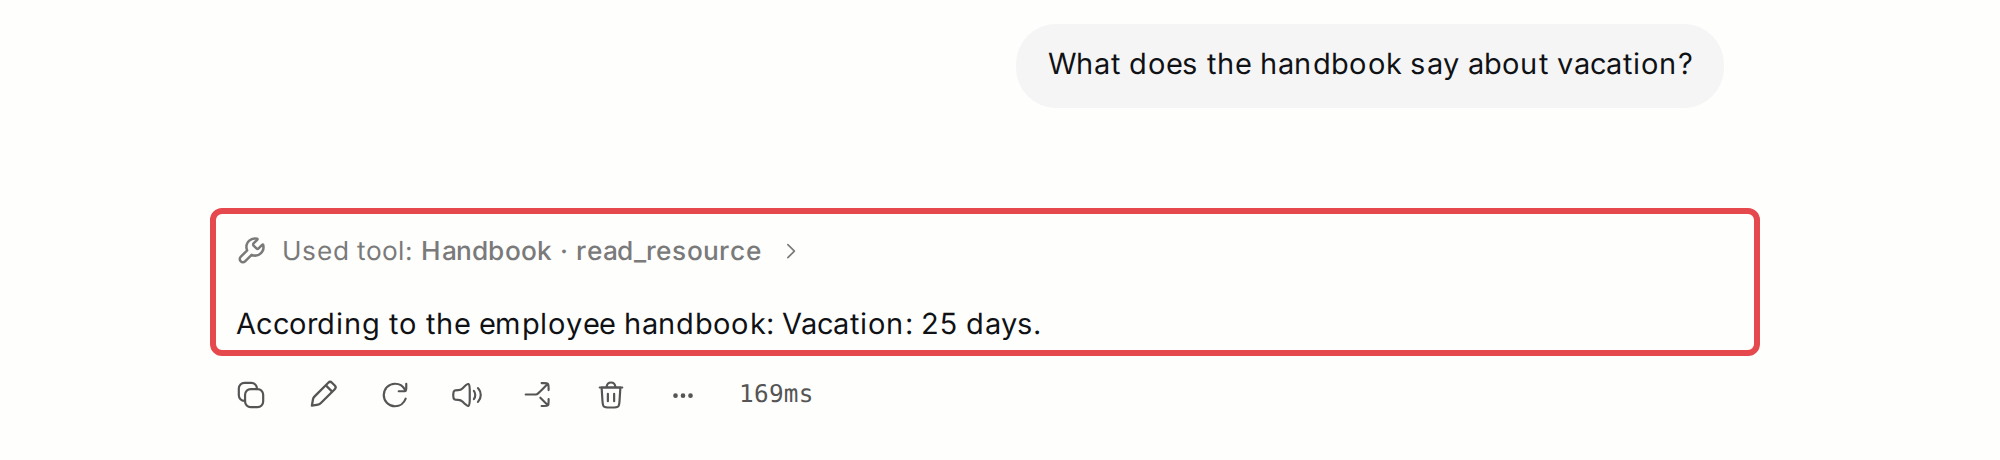 What does the handbook say about vacation?
Used tool: Handbook · read_resource
According to the employee handbook: Vacation: 25 days.
169ms